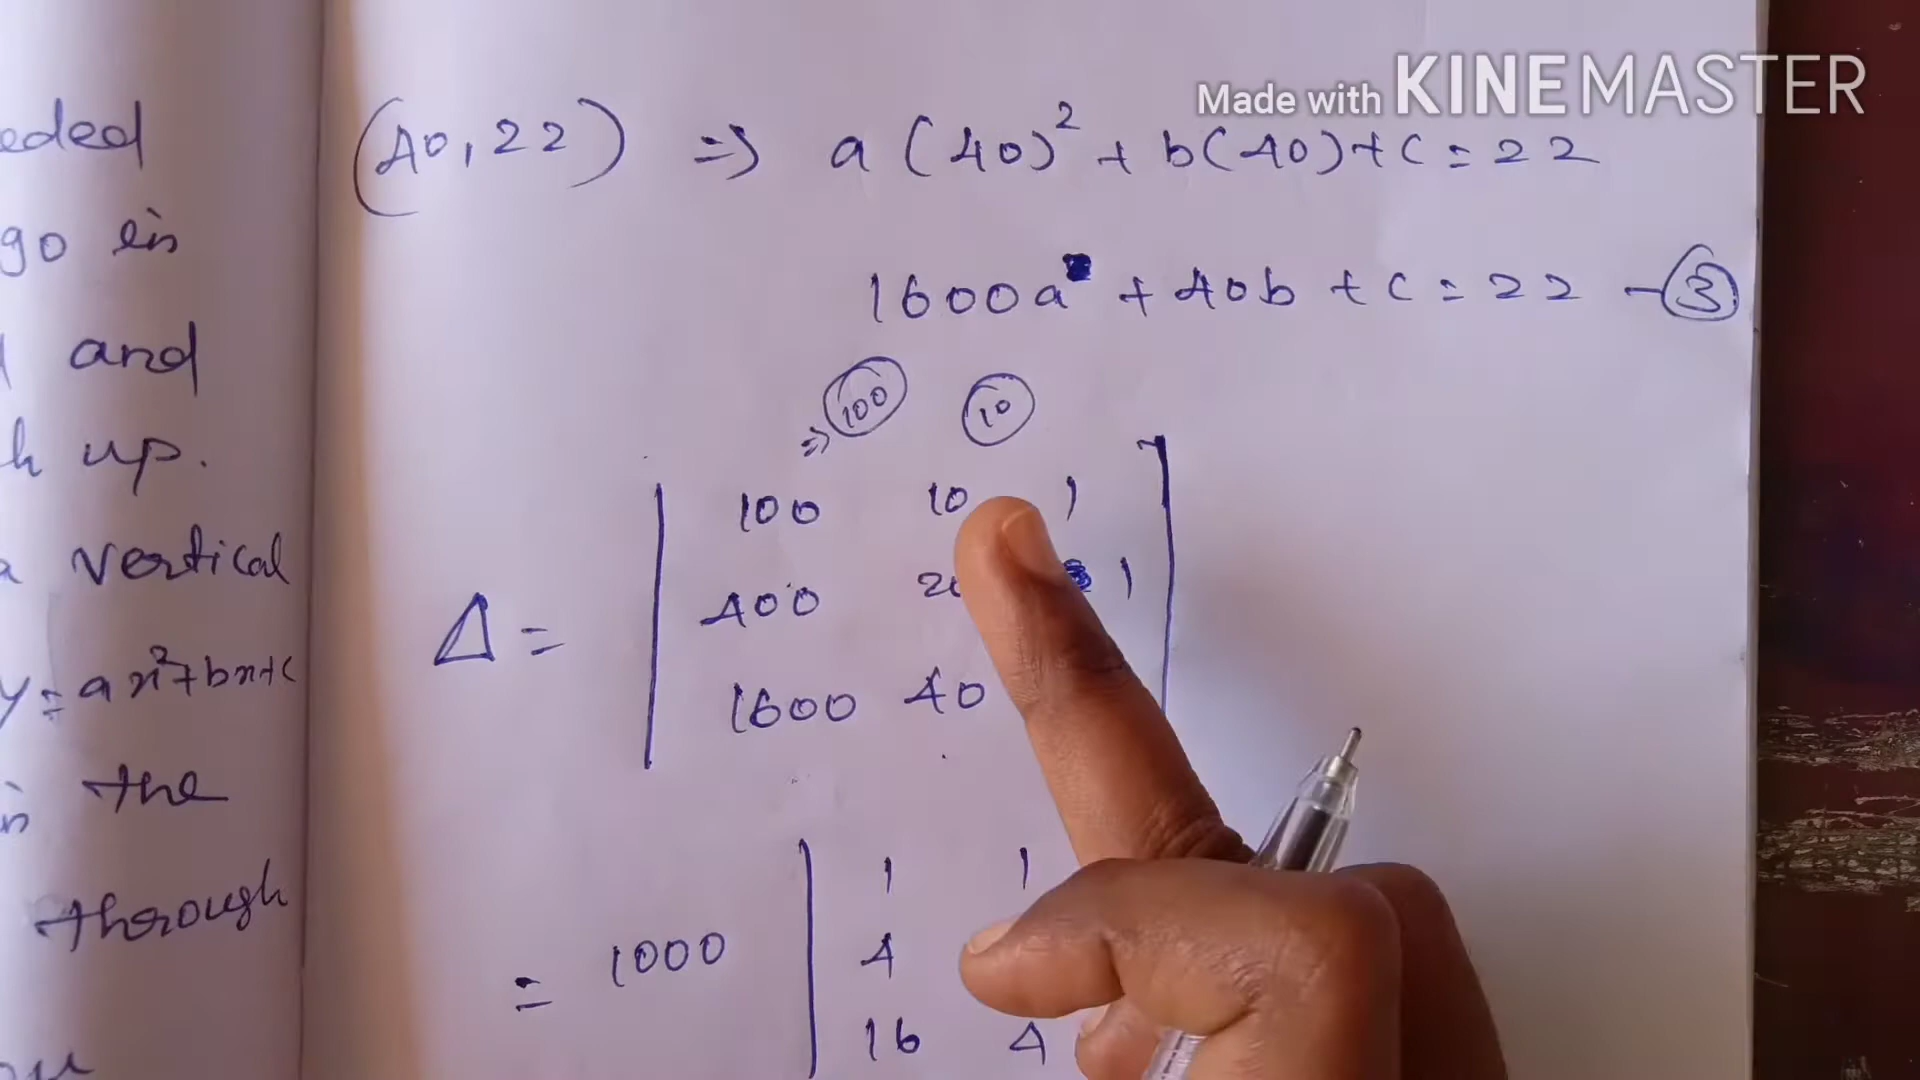 Made with KINEMASTER
eded
go in
and
h up.
a vertical
y = ax²+bx+c
in the
through
(40,22) ⇒ a(40)² + b(40)+c = 22
1600a + 40b + c = 22 - ③
⇒ 100 10
100 10 1
400 1
Δ =
1600 40
1 1
= 1000 4
16 4